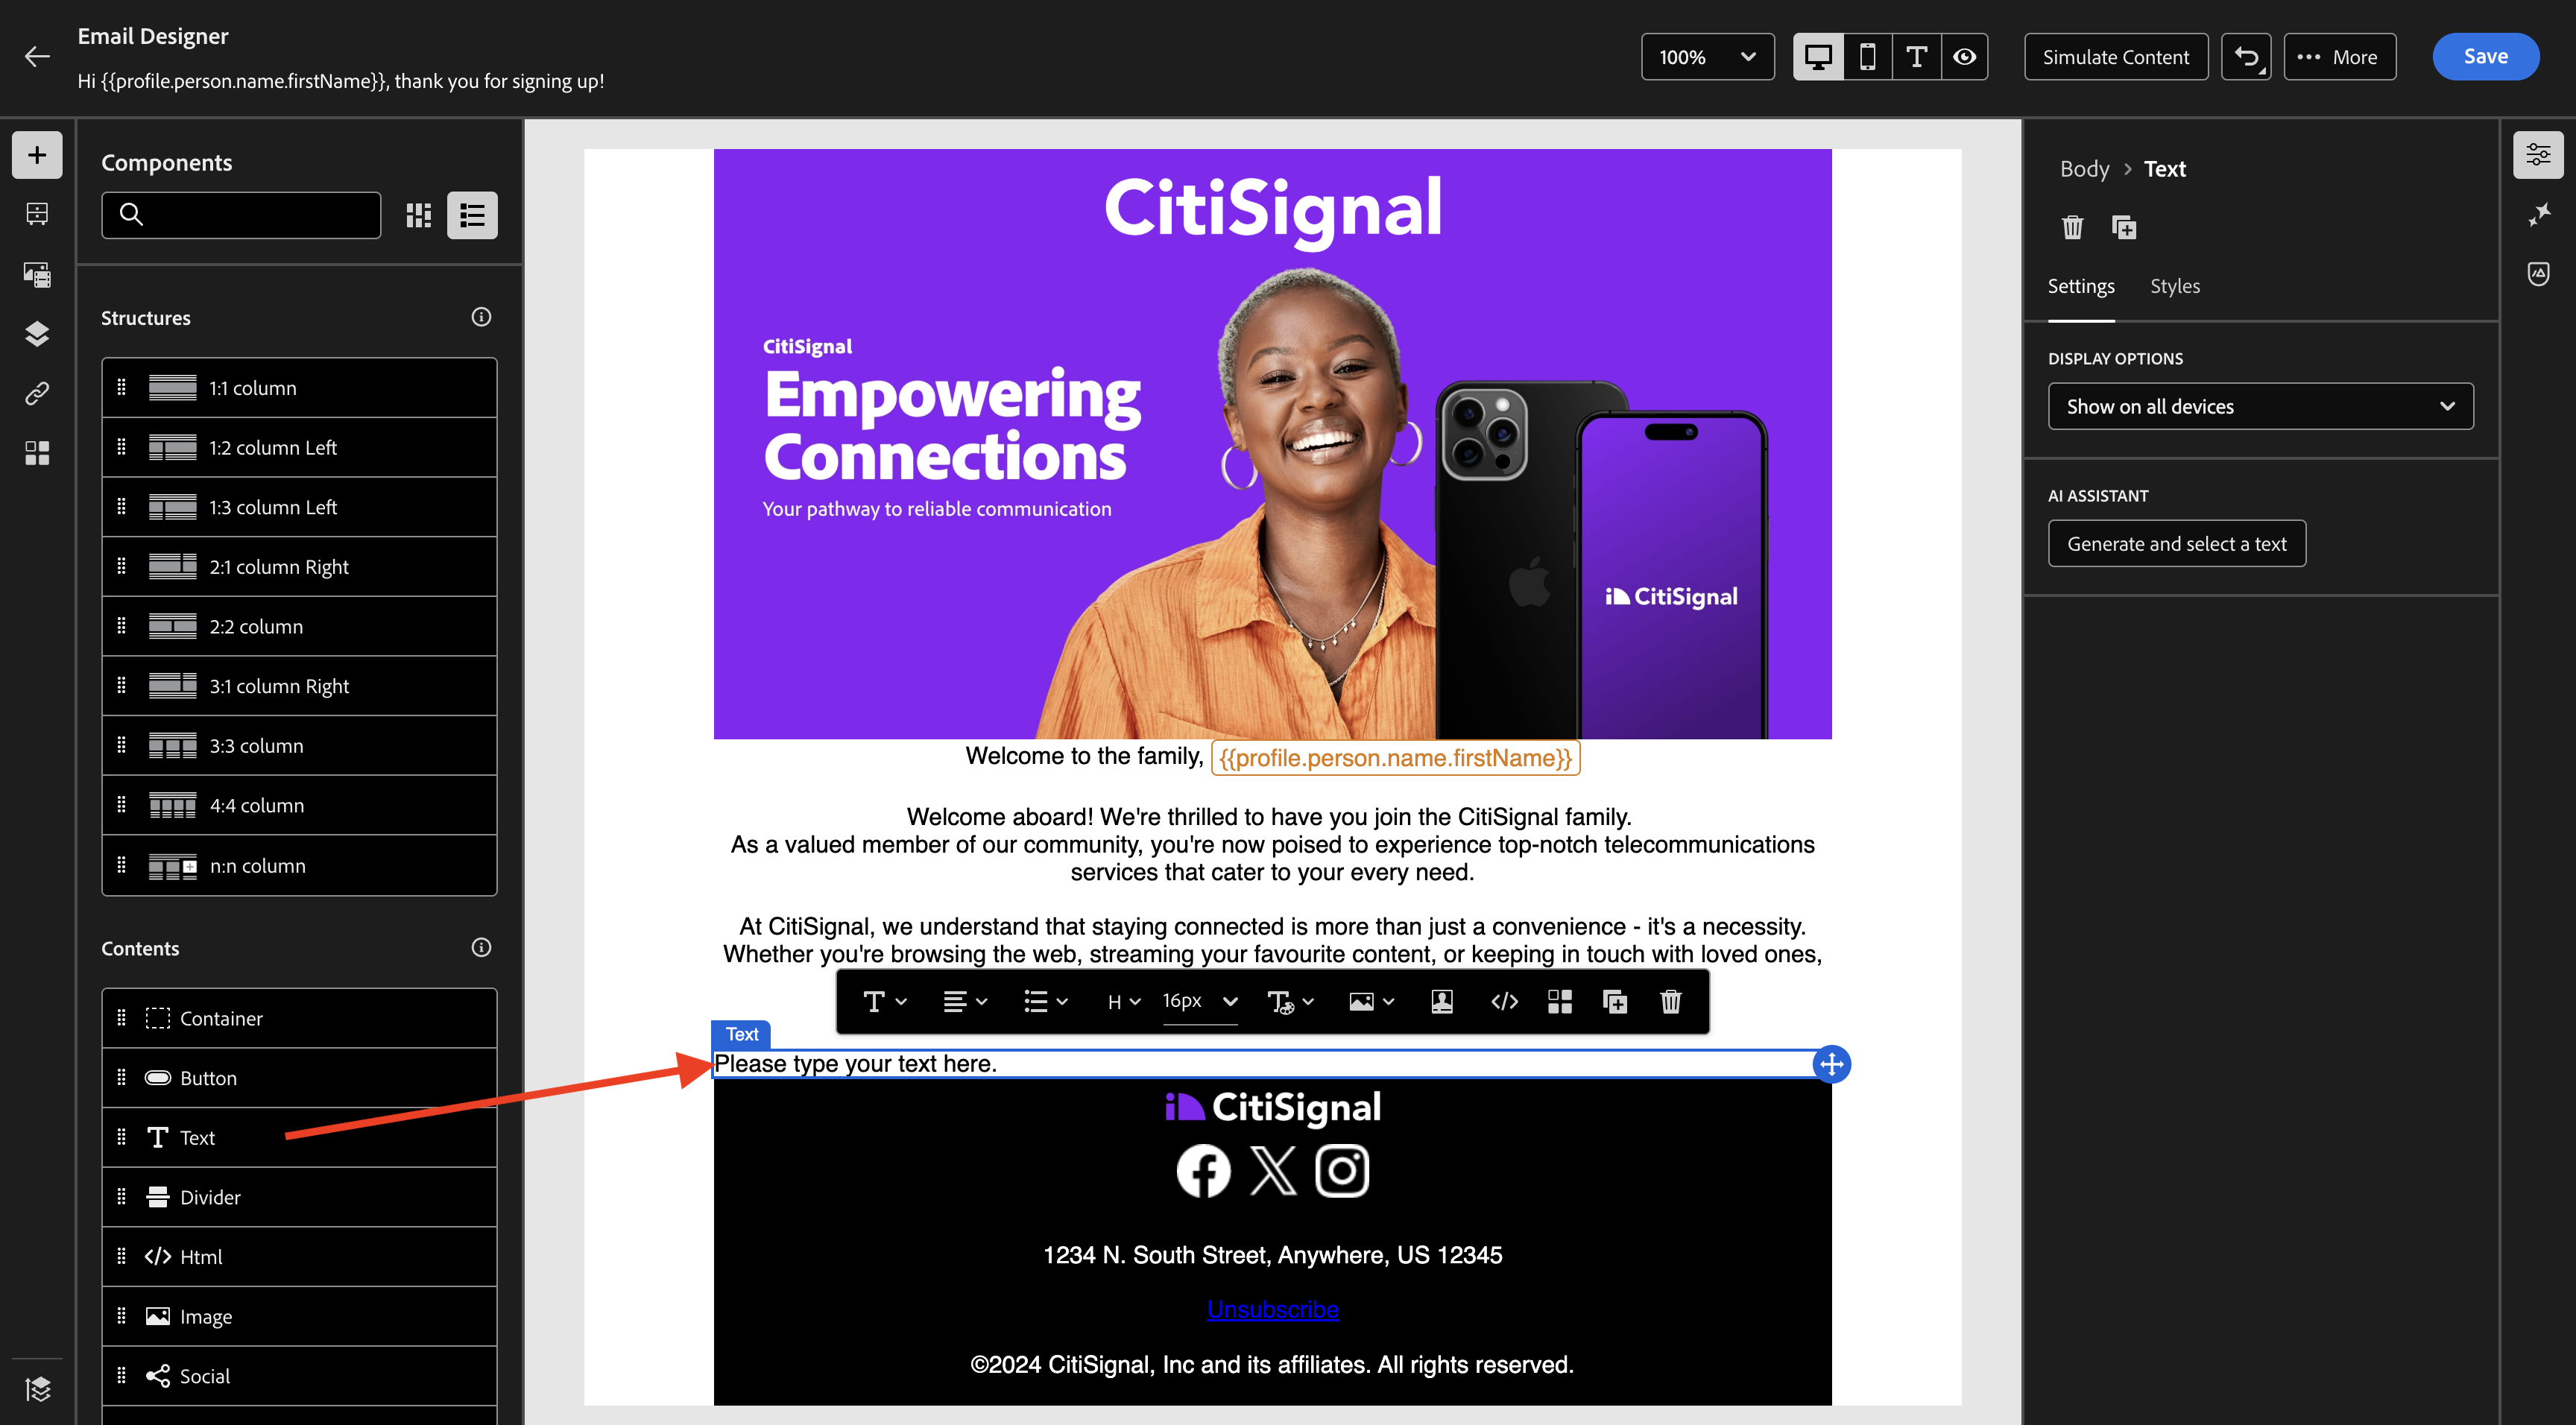 Email Designer
Hi {{profile.person.name.firstName}}, thank you for signing up!
100%
Simulate Content
More
Save
Components
Structures
1:1 column
1:2 column Left
1:3 column Left
2:1 column Right
2:2 column
3:1 column Right
3:3 column
4:4 column
n:n column
Contents
Container
Button
Text
Divider
Html
Image
Social
CitiSignal
CitiSignal
Empowering
Connections
Your pathway to reliable communication
CitiSignal
Welcome to the family, {{profile.person.name.firstName}}
Welcome aboard! We're thrilled to have you join the CitiSignal family.
As a valued member of our community, you're now poised to experience top-notch telecommunications
services that cater to your every need.
At CitiSignal, we understand that staying connected is more than just a convenience - it's a necessity.
Whether you're browsing the web, streaming your favourite content, or keeping in touch with loved ones,
H
16px
Text
Please type your text here.
CitiSignal
1234 N. South Street, Anywhere, US 12345
Unsubscribe
©2024 CitiSignal, Inc and its affiliates. All rights reserved.
Body > Text
Settings
Styles
DISPLAY OPTIONS
Show on all devices
AI ASSISTANT
Generate and select a text